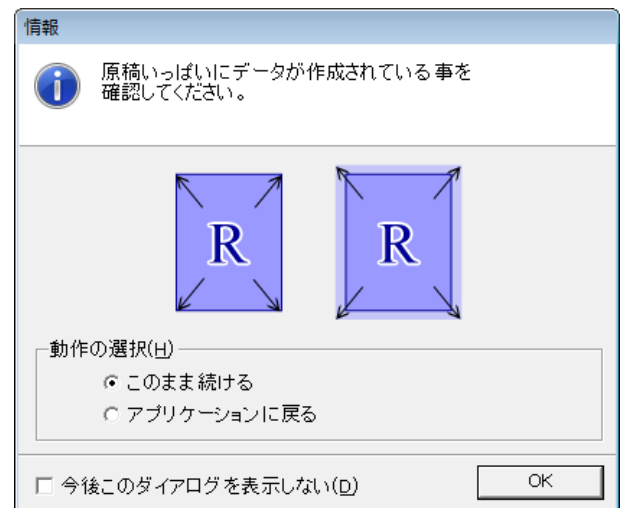 情報
原稿いっぱいにデータが作成されている事を
確認してください。
R R
動作の選択(H)
このまま続ける
アプリケーションに戻る
今後このダイアログを表示しない(D)
OK